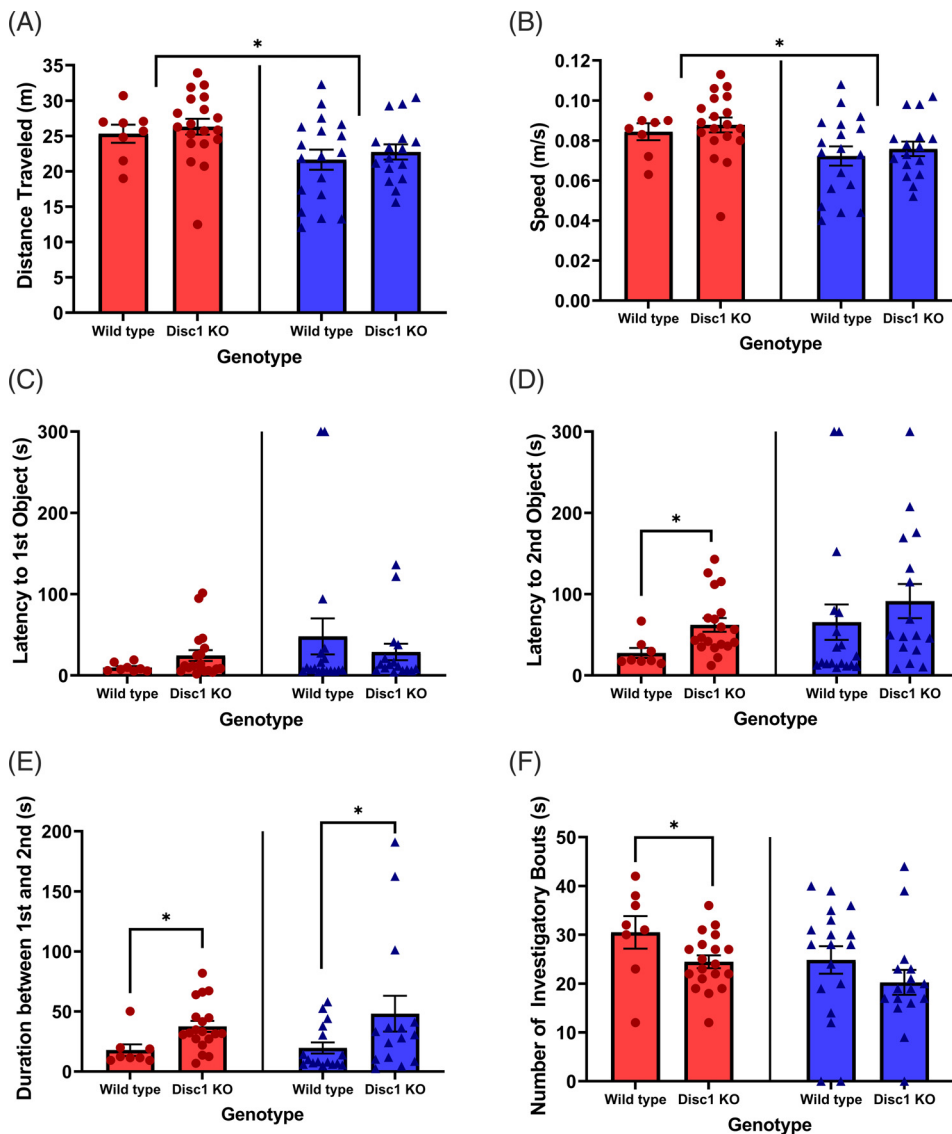 (A)
*
Distance Traveled (m)
35
30
25
20
15
10
5
0
Wild type
Disc1 KO
Wild type
Disc1 KO
Genotype
(B)
*
Speed (m/s)
0.12
0.10
0.08
0.06
0.04
0.02
0.00
Wild type
Disc1 KO
Wild type
Disc1 KO
Genotype
(C)
Latency to 1st Object (s)
300
200
100
0
Wild type
Disc1 KO
Wild type
Disc1 KO
Genotype
(D)
*
Latency to 2nd Object (s)
300
200
100
0
Wild type
Disc1 KO
Wild type
Disc1 KO
Genotype
(E)
*
*
Duration between 1st and 2nd (s)
200
150
100
50
0
Wild type
Disc1 KO
Wild type
Disc1 KO
Genotype
(F)
*
Number of Investigatory Bouts (s)
50
40
30
20
10
0
Wild type
Disc1 KO
Wild type
Disc1 KO
Genotype